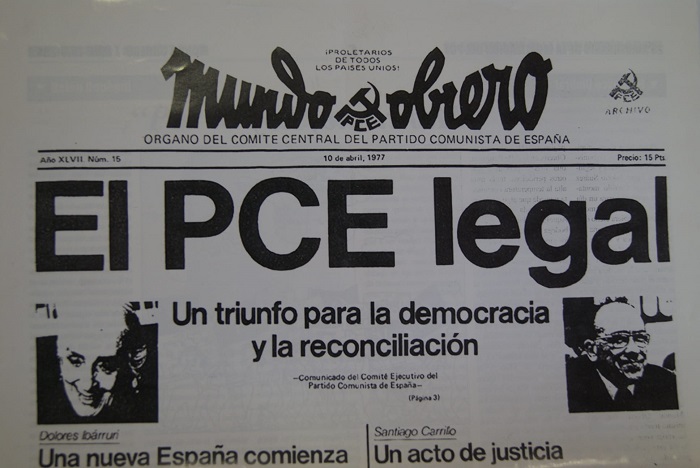 ¡PROLETARIOS
DE TODOS
LOS PAISES UNIOS!
mundo obrero
PCE
PCE
ARCHIVO
ORGANO DEL COMITE CENTRAL DEL PARTIDO COMUNISTA DE ESPAÑA
Año XLVII Núm. 15 10 de abril, 1977 Precio: 15 Pts
El PCE legal
Un triunfo para la democracia
y la reconciliación
—Comunicado del Comité Ejecutivo del
Partido Comunista de España—
(Página 3)
Dolores Ibárruri
Una nueva España comienza
Santiago Carrillo
Un acto de justicia